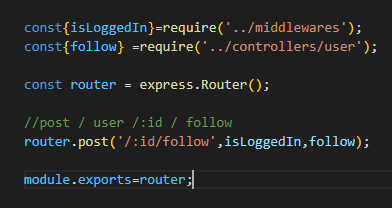 const{isLoggedIn}=require('../middlewares');
const{follow} =require('../controllers/user');
const router = express.Router();
//post / user /:id / follow
router.post('/:id/follow',isLoggedIn,follow);
module.exports=router;